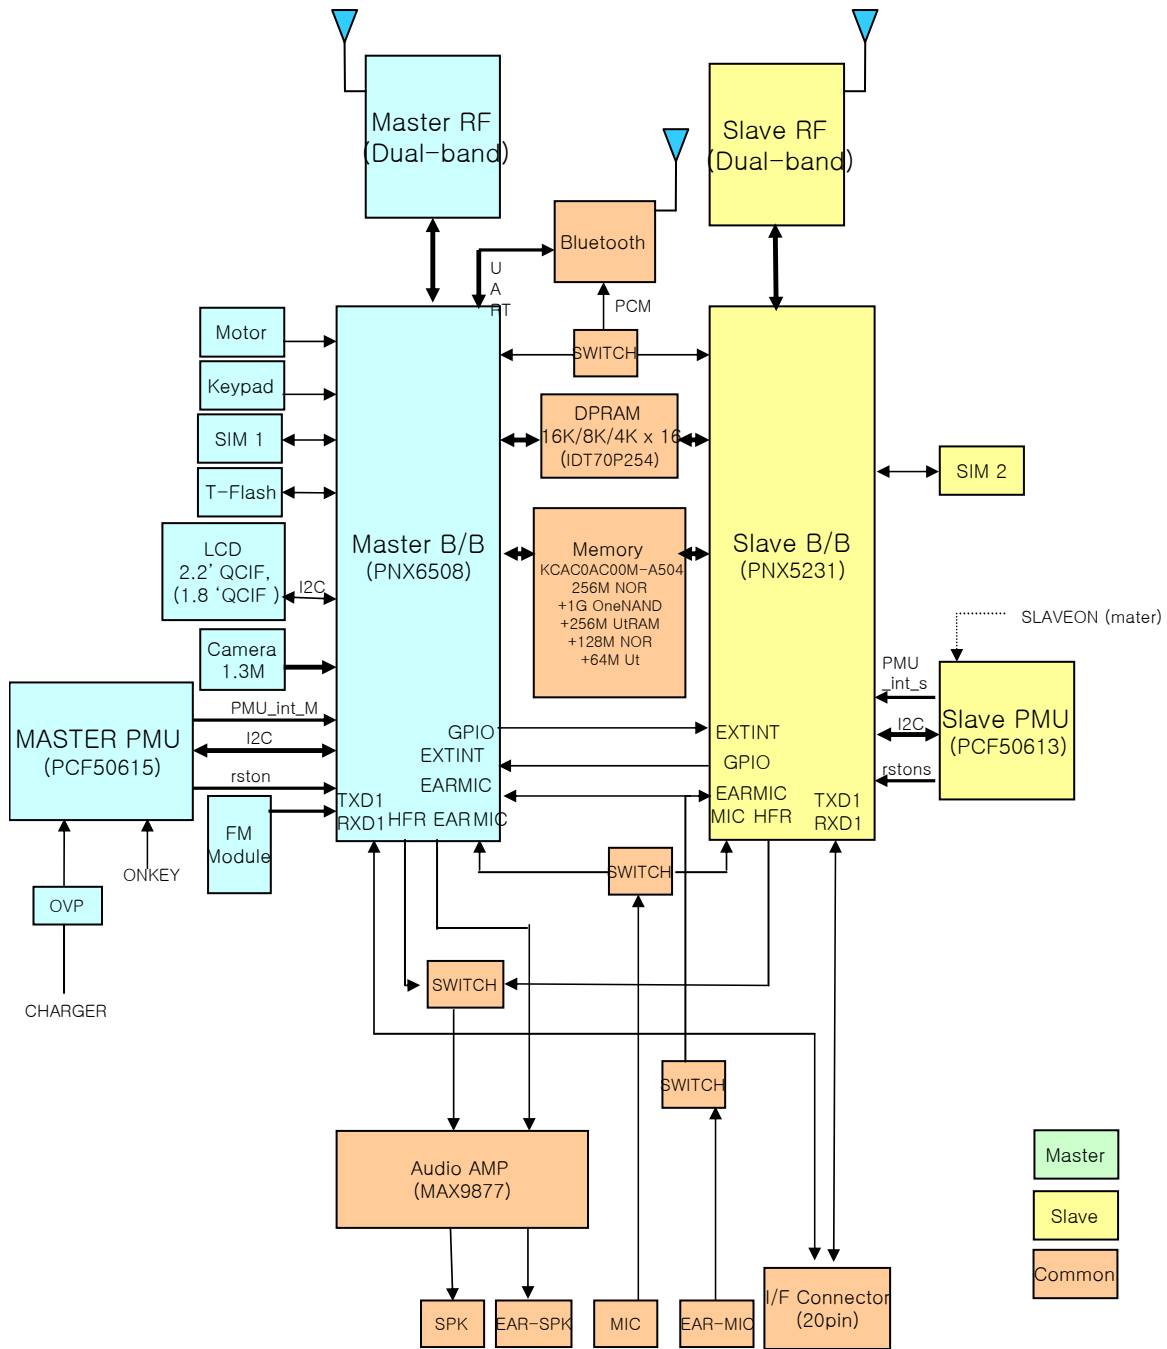 Master RF
(Dual-band)
Slave RF
(Dual-band)
Bluetooth
U
A
RT
PCM
SWITCH
Motor
Keypad
SIM 1
T-Flash
LCD
2.2' QCIF,
(1.8 'QCIF )
I2C
Camera
1.3M
DPRAM
16K/8K/4K x 16
(IDT70P254)
Master B/B
(PNX6508)
Memory
KCAC0AC00M-A504
256M NOR
+1G OneNAND
+256M UtRAM
+128M NOR
+64M Ut
Slave B/B
(PNX5231)
SIM 2
SLAVEON (mater)
PMU
_int_s
I2C
rstons
Slave PMU
(PCF50613)
MASTER PMU
(PCF50615)
PMU_int_M
I2C
rston
GPIO
EXTINT
EARMIC
TXD1
RXD1
HFR EAR MIC
EXTINT
GPIO
EARMIC
MIC HFR
TXD1
RXD1
FM
Module
ONKEY
OVP
CHARGER
SWITCH
SWITCH
SWITCH
Audio AMP
(MAX9877)
SPK
EAR-SPK
MIC
EAR-MIC
I/F Connector
(20pin)
Master
Slave
Common